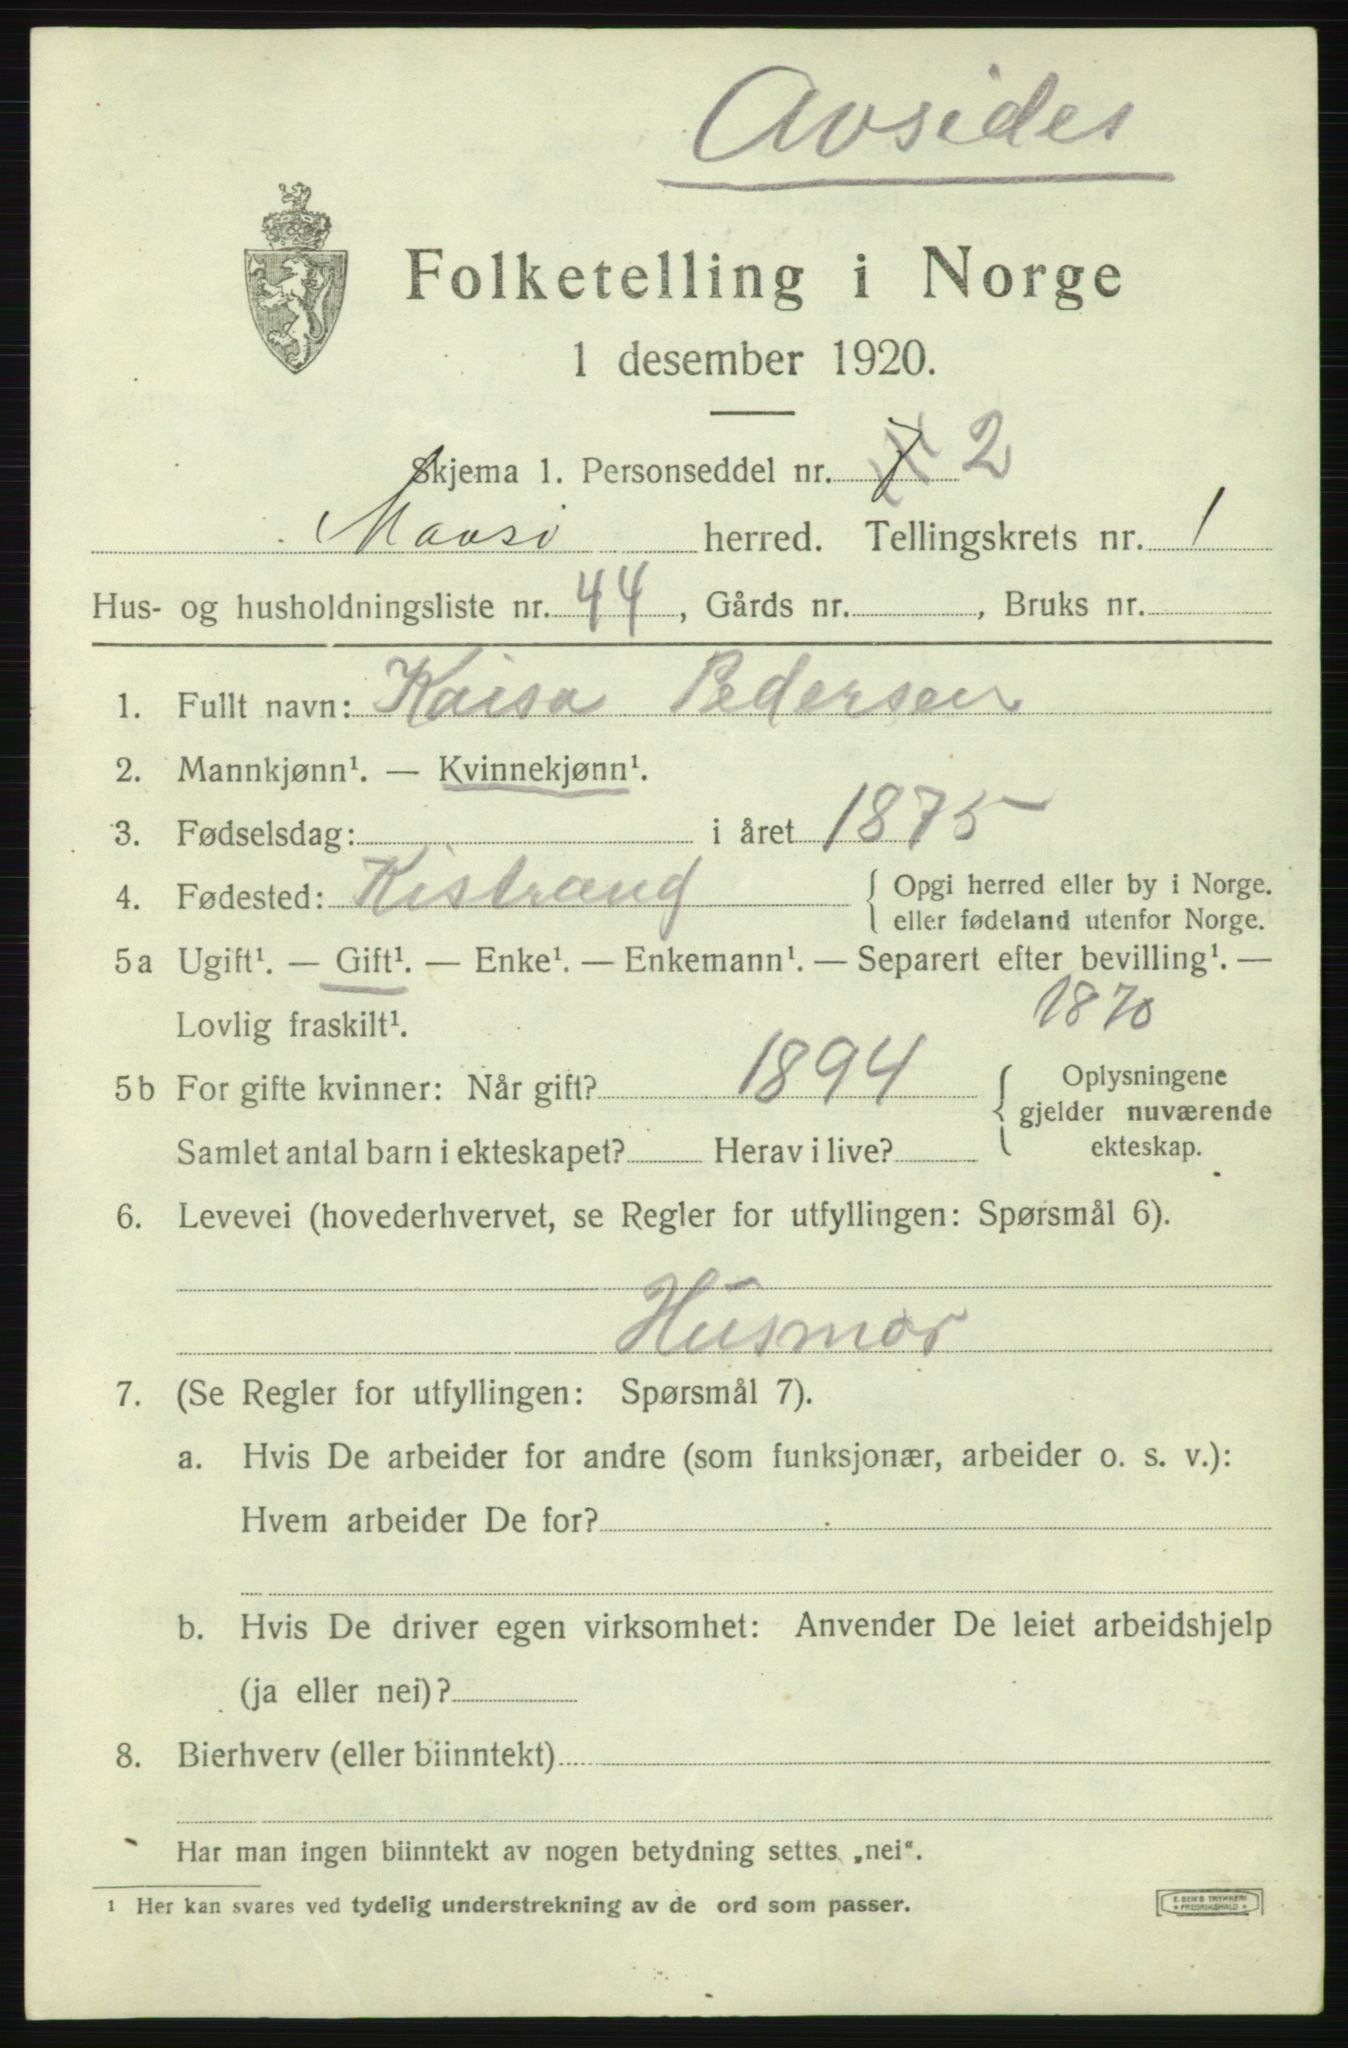 Avsides
Folketelling i Norge
1 desember 1920.
Skjema 1. Personseddel nr. 7 2
Maasø herred. Tellingskrets nr. 1
Hus- og husholdningsliste nr. 44, Gårds nr. , Bruks nr.
1. Fullt navn: Kaisa Pedersen
2. Mannkjønn¹. — Kvinnekjønn¹.
3. Fødselsdag: i året 1875
4. Fødested: Kistrand { Opgi herred eller by i Norge.
eller fødeland utenfor Norge.
5a Ugift¹. — Gift¹. — Enke¹. — Enkemann¹. — Separert efter bevilling¹. —
Lovlig fraskilt¹. 1870
5b For gifte kvinner: Når gift? 1894 { Oplysningene
gjelder nuværende
Samlet antal barn i ekteskapet? Herav i live? ekteskap.
6. Levevei (hovederhvervet, se Regler for utfyllingen: Spørsmål 6).
Husmor
7. (Se Regler for utfyllingen: Spørsmål 7).
a. Hvis De arbeider for andre (som funksjonær, arbeider o. s. v.):
Hvem arbeider De for?
b. Hvis De driver egen virksomhet: Anvender De leiet arbeidshjelp
(ja eller nei)?
8. Bierhverv (eller biinntekt)
Har man ingen biinntekt av nogen betydning settes „nei“.
¹ Her kan svares ved tydelig understrekning av de ord som passer.
E. SEM'S TRYKKERI
FREDRIKSHALD